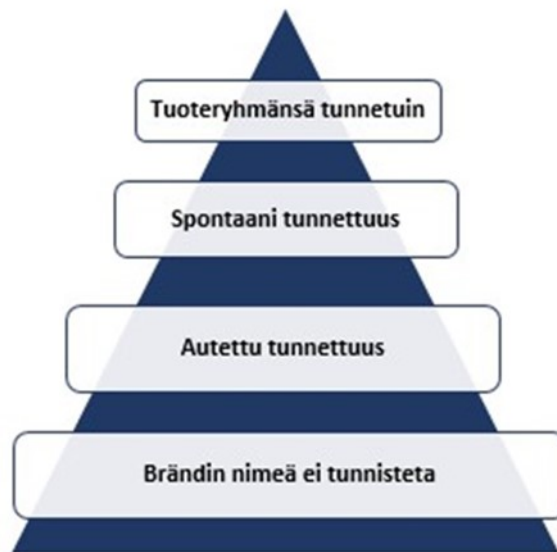 Tuoteryhmänsä tunnetuin
Spontaani tunnettuus
Autettu tunnettuus
Brändin nimeä ei tunnisteta